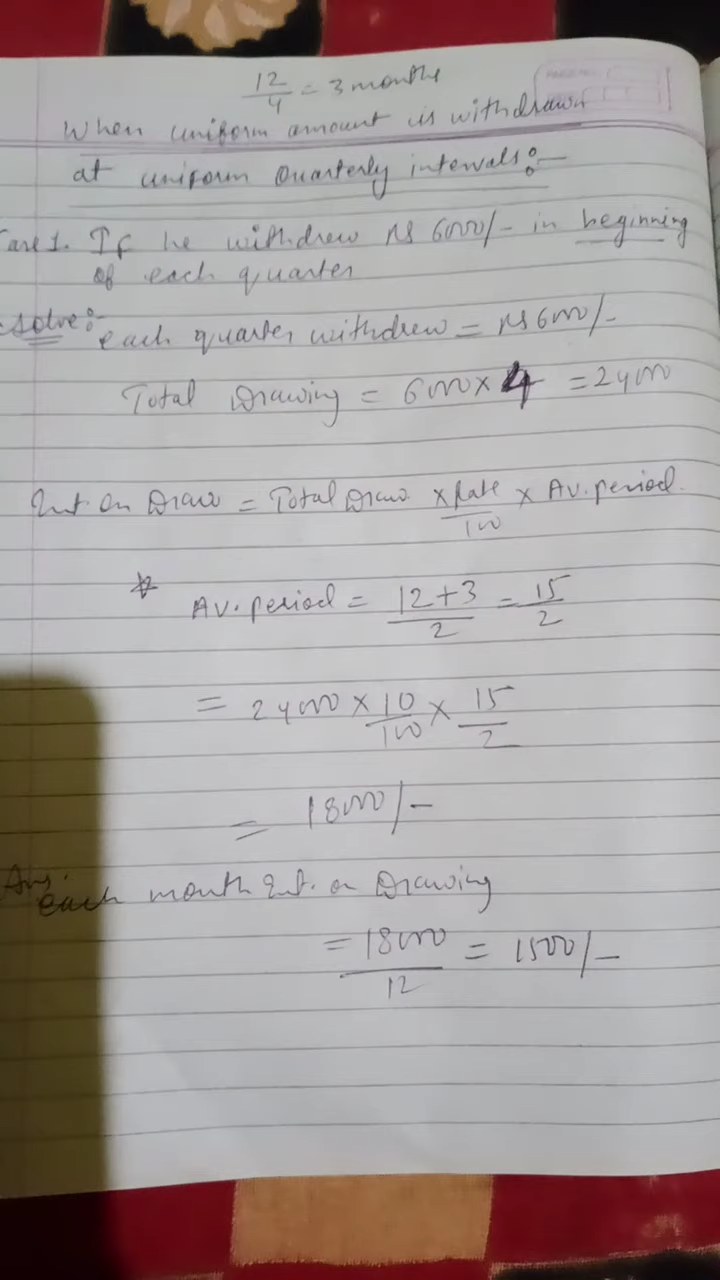 12/4 = 3 months
When uniform amount is withdrawn
at uniform Quarterly intervals:-
Case 1. If he withdrew Rs 6000/- in beginning
of each quarter
Solve:- each quarter withdrew = Rs 6000/-
Total Drawing = 6000 × 4 = 24000
Int on Draw = Total Draw × Rate/100 × Av. period.
* Av. period = 12+3/2 = 15/2
= 24000 × 10/100 × 15/2
= 18000/-
Ans. each month Int. on Drawing
= 18000/12 = 1500/-